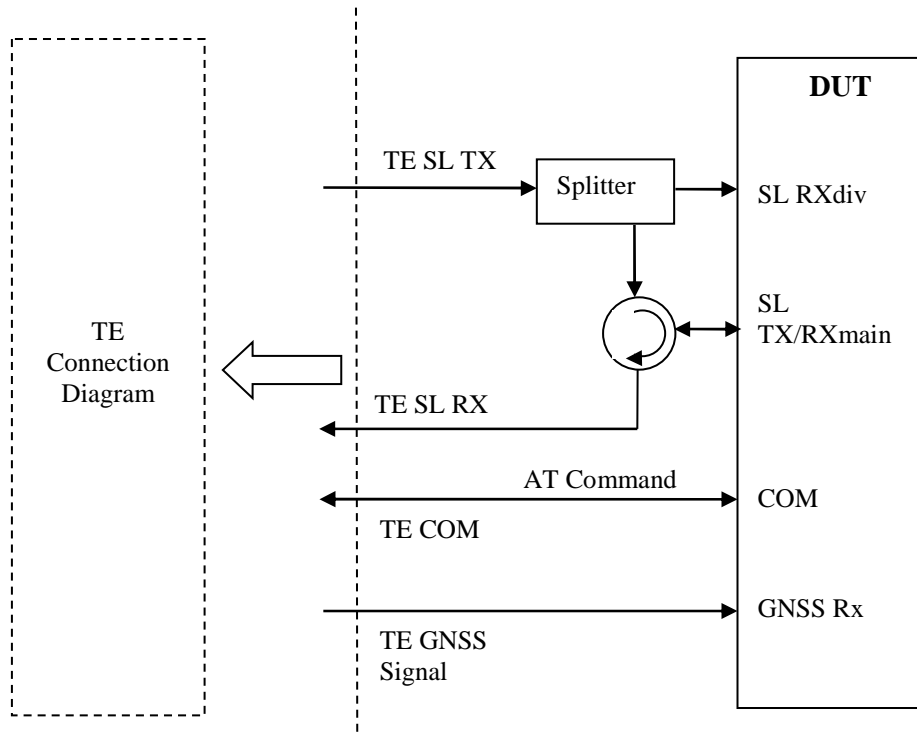 DUT
TE SL TX
Splitter
SL RXdiv
SL
TX/RXmain
TE
Connection
Diagram
TE SL RX
AT Command
COM
TE COM
GNSS Rx
TE GNSS
Signal